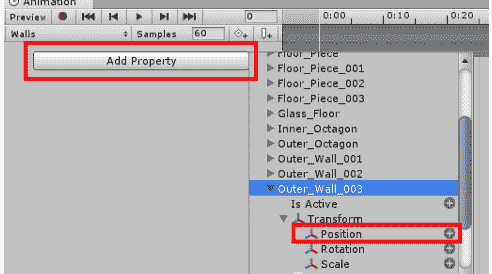 Animation
Preview 0 0:00 0:10 0:20
Walls Samples 60
Add Property
Floor_Piece
Floor_Piece_001
Floor_Piece_002
Floor_Piece_003
Glass_Floor
Inner_Octagon
Outer_Octagon
Outer_Wall_001
Outer_Wall_002
Outer_Wall_003
Is Active
Transform
Position
Rotation
Scale